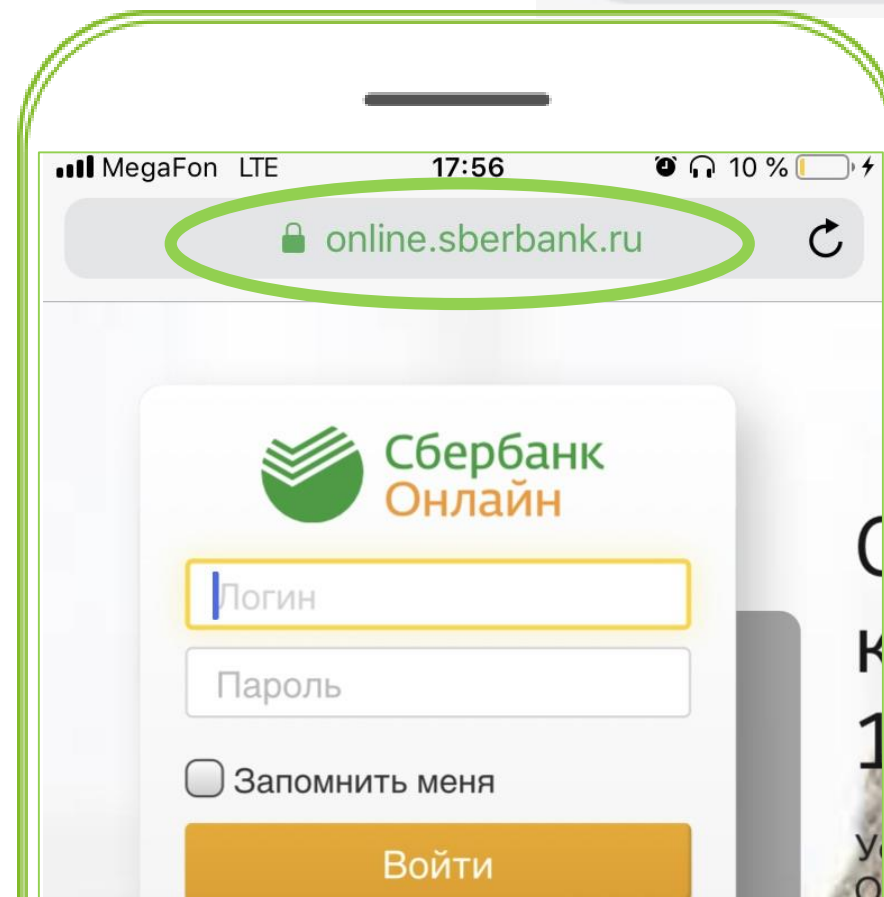 MegaFon LTE 17:56 10 %
online.sberbank.ru
Сбербанк
Онлайн
Логин
Пароль
Запомнить меня
Войти